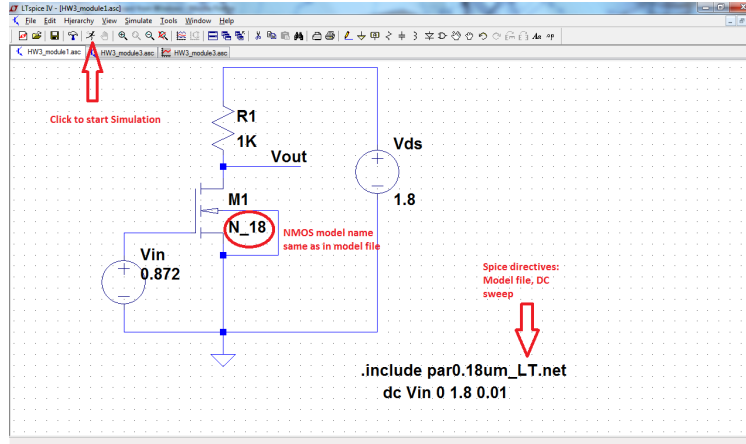 LTspice IV - [HW3_module1.asc]
File Edit Hierarchy View Simulate Tools Window Help
HW3_module1.asc HW3_module3.asc HW3_module3.asc
Click to start Simulation
R1
1K
Vout
Vds
1.8
M1
N_18
NMOS model name
same as in model file
Vin
0.872
Spice directives:
Model file, DC
sweep
.include par0.18um_LT.net
dc Vin 0 1.8 0.01